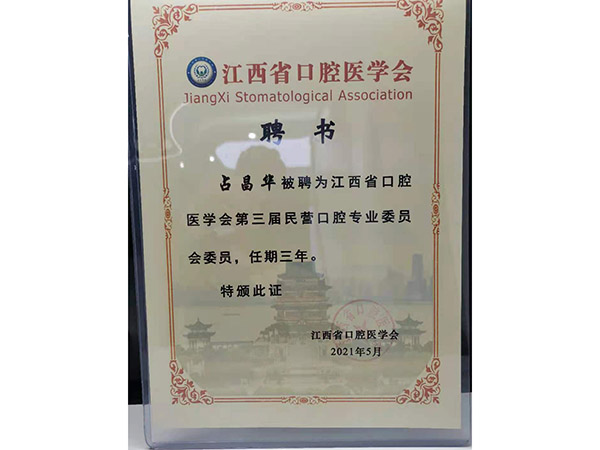 江西省口腔医学会
JiangXi Stomatological Association
聘 书
占昌华被聘为江西省口腔
医学会第三届民营口腔专业委员
会委员，任期三年。
特颁此证
江西省口腔医学会
2021年5月